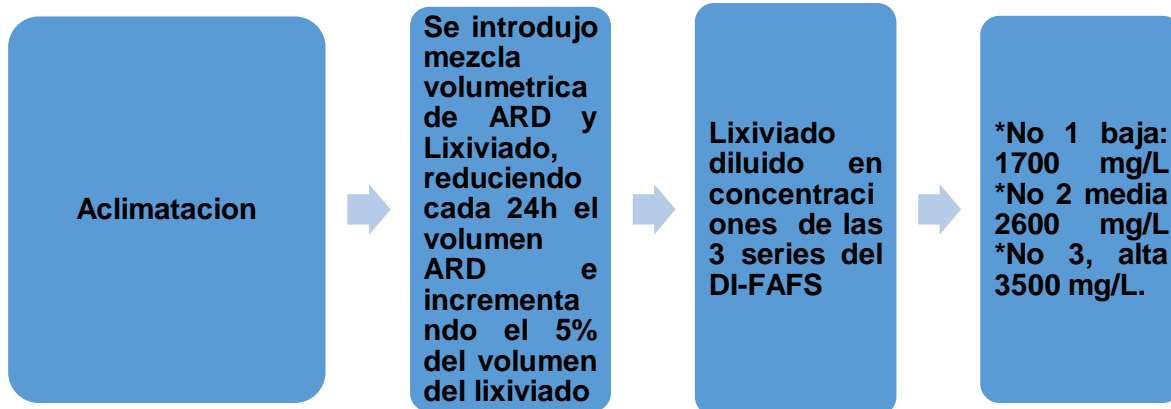 Aclimatacion
Se introdujo
mezcla
volumetrica
de ARD y
Lixiviado,
reduciendo
cada 24h el
volumen
ARD e
incrementa
ndo el 5%
del volumen
del lixiviado
Lixiviado
diluido en
concentraci
ones de las
3 series del
DI-FAFS
*No 1 baja:
1700 mg/L
*No 2 media
2600 mg/L
*No 3, alta
3500 mg/L.